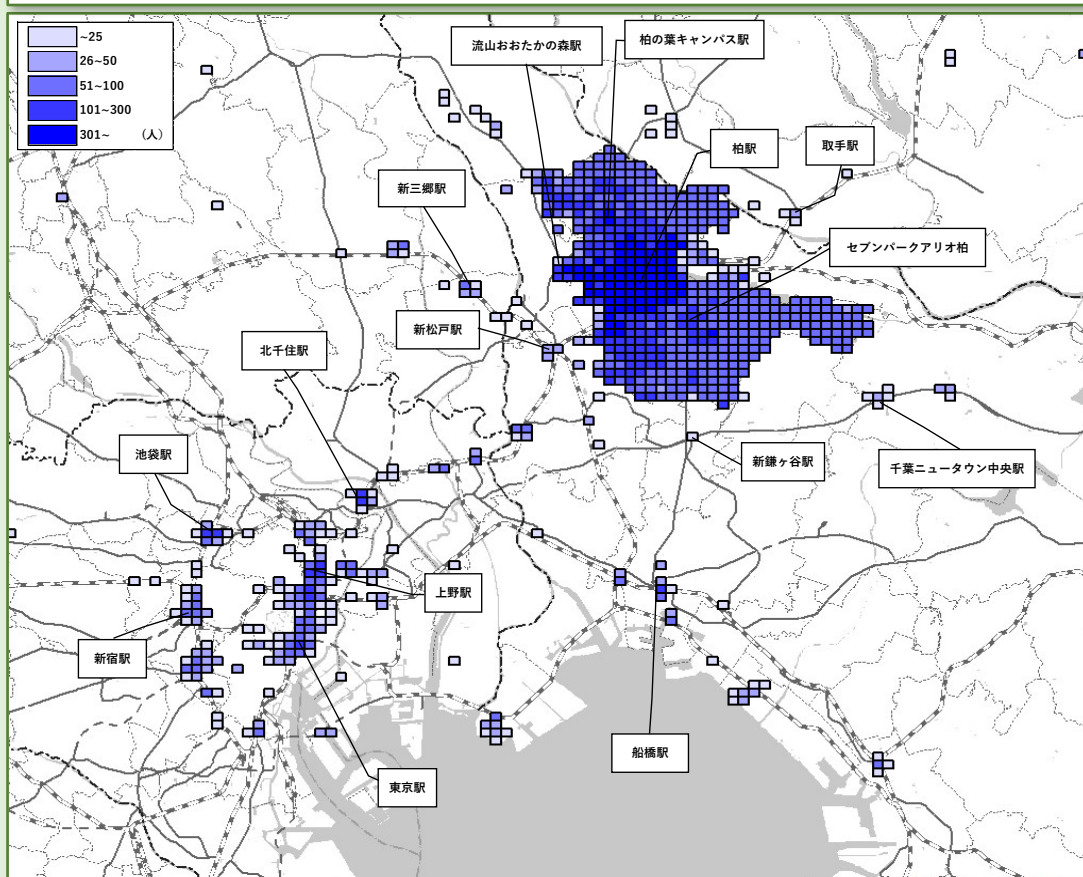 ~25
26~50
51~100
101~300
301~ （人）
流山おおたかの森駅
柏の葉キャンパス駅
柏駅
取手駅
新三郷駅
セブンパークアリオ柏
新松戸駅
北千住駅
池袋駅
新鎌ヶ谷駅
千葉ニュータウン中央駅
上野駅
新宿駅
船橋駅
東京駅